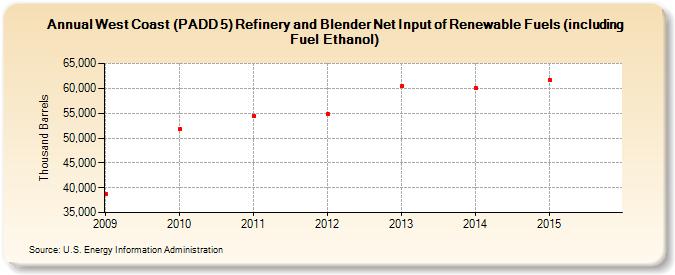 Annual West Coast (PADD 5) Refinery and Blender Net Input of Renewable Fuels (including
Fuel Ethanol)
Thousand Barrels
65,000
60,000
55,000
50,000
45,000
40,000
35,000
2009 2010 2011 2012 2013 2014 2015
Source: U.S. Energy Information Administration